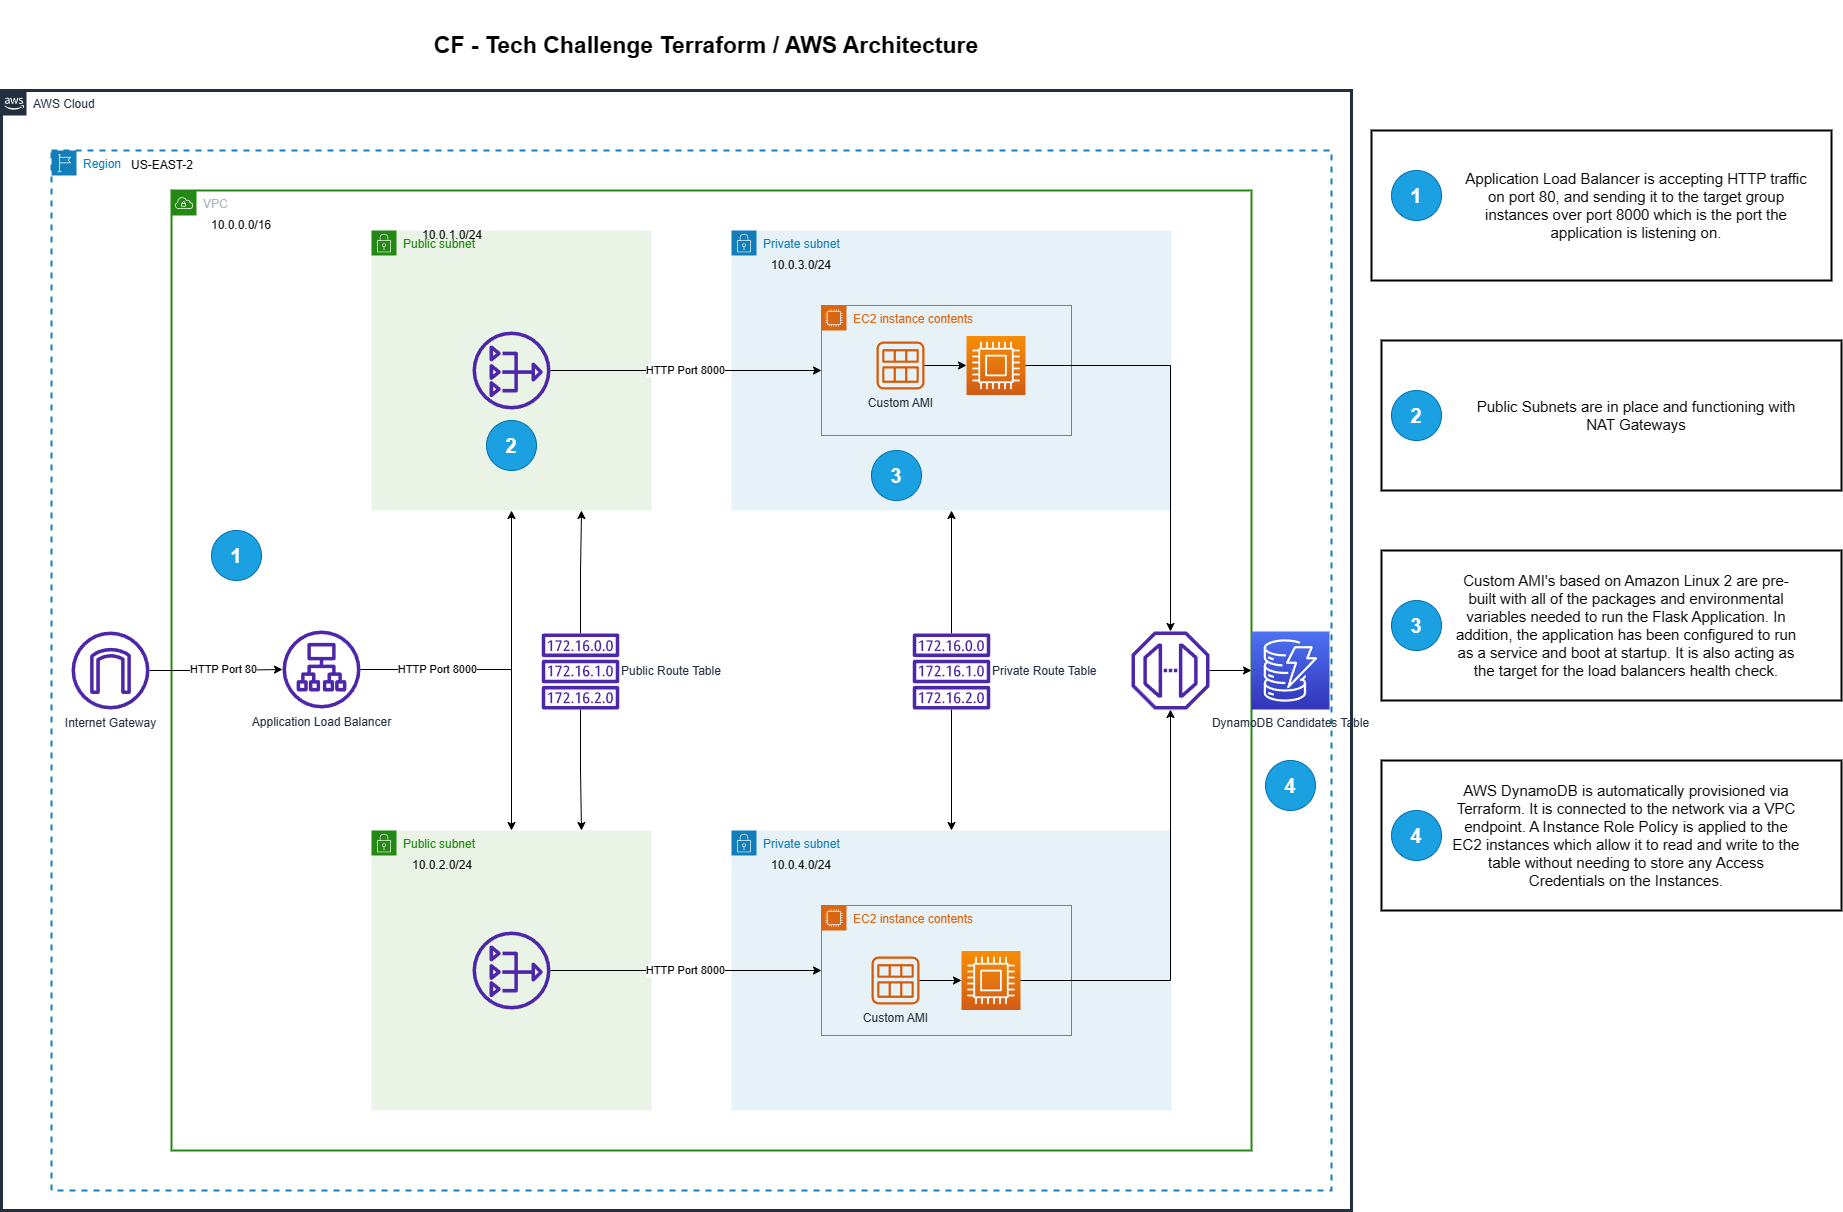 CF - Tech Challenge Terraform / AWS Architecture
aws
AWS Cloud
Region
US-EAST-2
VPC
10.0.0.0/16
10.0.1.0/24
Public subnet
Private subnet
10.0.3.0/24
EC2 instance contents
Custom AMI
HTTP Port 8000
2
3
1
HTTP Port 80
Internet Gateway
Application Load Balancer
HTTP Port 8000
172.16.0.0
172.16.1.0
172.16.2.0
Public Route Table
172.16.0.0
172.16.1.0
172.16.2.0
Private Route Table
DynamoDB Candidates Table
4
Public subnet
10.0.2.0/24
HTTP Port 8000
Private subnet
10.0.4.0/24
EC2 instance contents
Custom AMI
1
Application Load Balancer is accepting HTTP traffic
on port 80, and sending it to the target group
instances over port 8000 which is the port the
application is listening on.
2
Public Subnets are in place and functioning with
NAT Gateways
3
Custom AMI's based on Amazon Linux 2 are pre-
built with all of the packages and environmental
variables needed to run the Flask Application. In
addition, the application has been configured to run
as a service and boot at startup. It is also acting as
the target for the load balancers health check.
4
AWS DynamoDB is automatically provisioned via
Terraform. It is connected to the network via a VPC
endpoint. A Instance Role Policy is applied to the
EC2 instances which allow it to read and write to the
table without needing to store any Access
Credentials on the Instances.